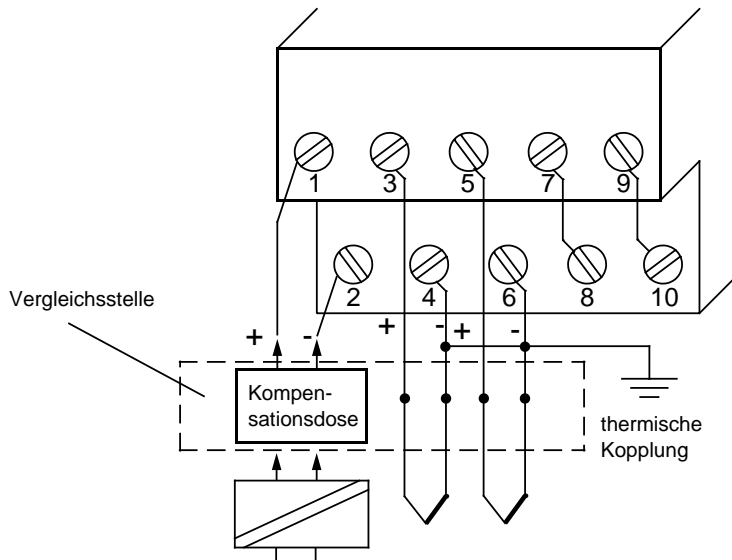 1 3 5 7 9
2 4 6 8 10
Vergleichsstelle
+ - + - + -
Kompen-
sationsdose
thermische
Kopplung